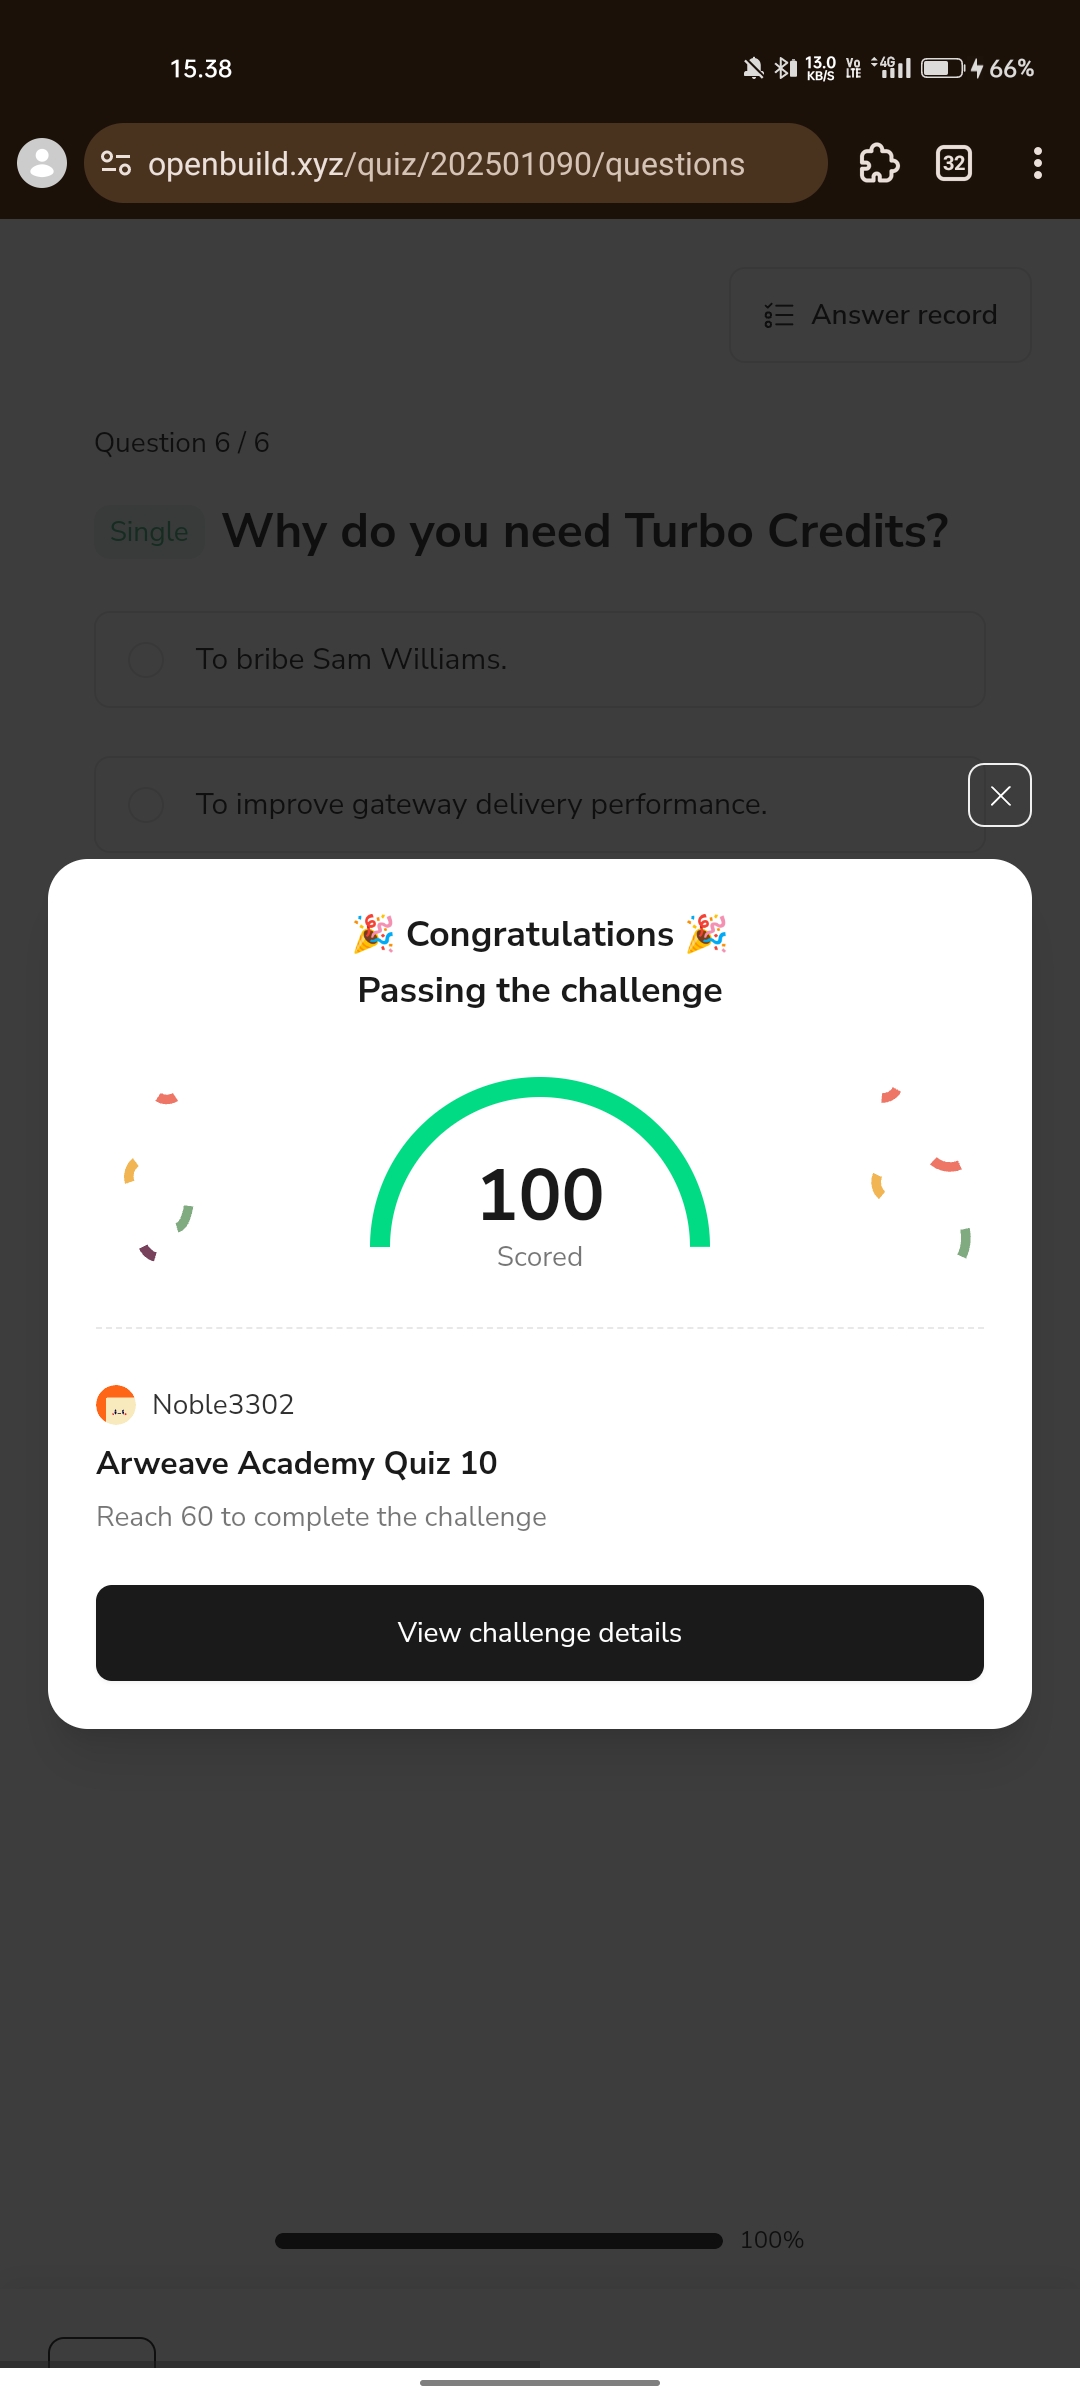 15.38
13.0
KB/S
Vo
LTE
4G
66%
openbuild.xyz/quiz/202501090/questions
32
Answer record
Question 6 / 6
Single
Why do you need Turbo Credits?
To bribe Sam Williams.
To improve gateway delivery performance.
🎉 Congratulations 🎉
Passing the challenge
100
Scored
Noble3302
Arweave Academy Quiz 10
Reach 60 to complete the challenge
View challenge details
100%